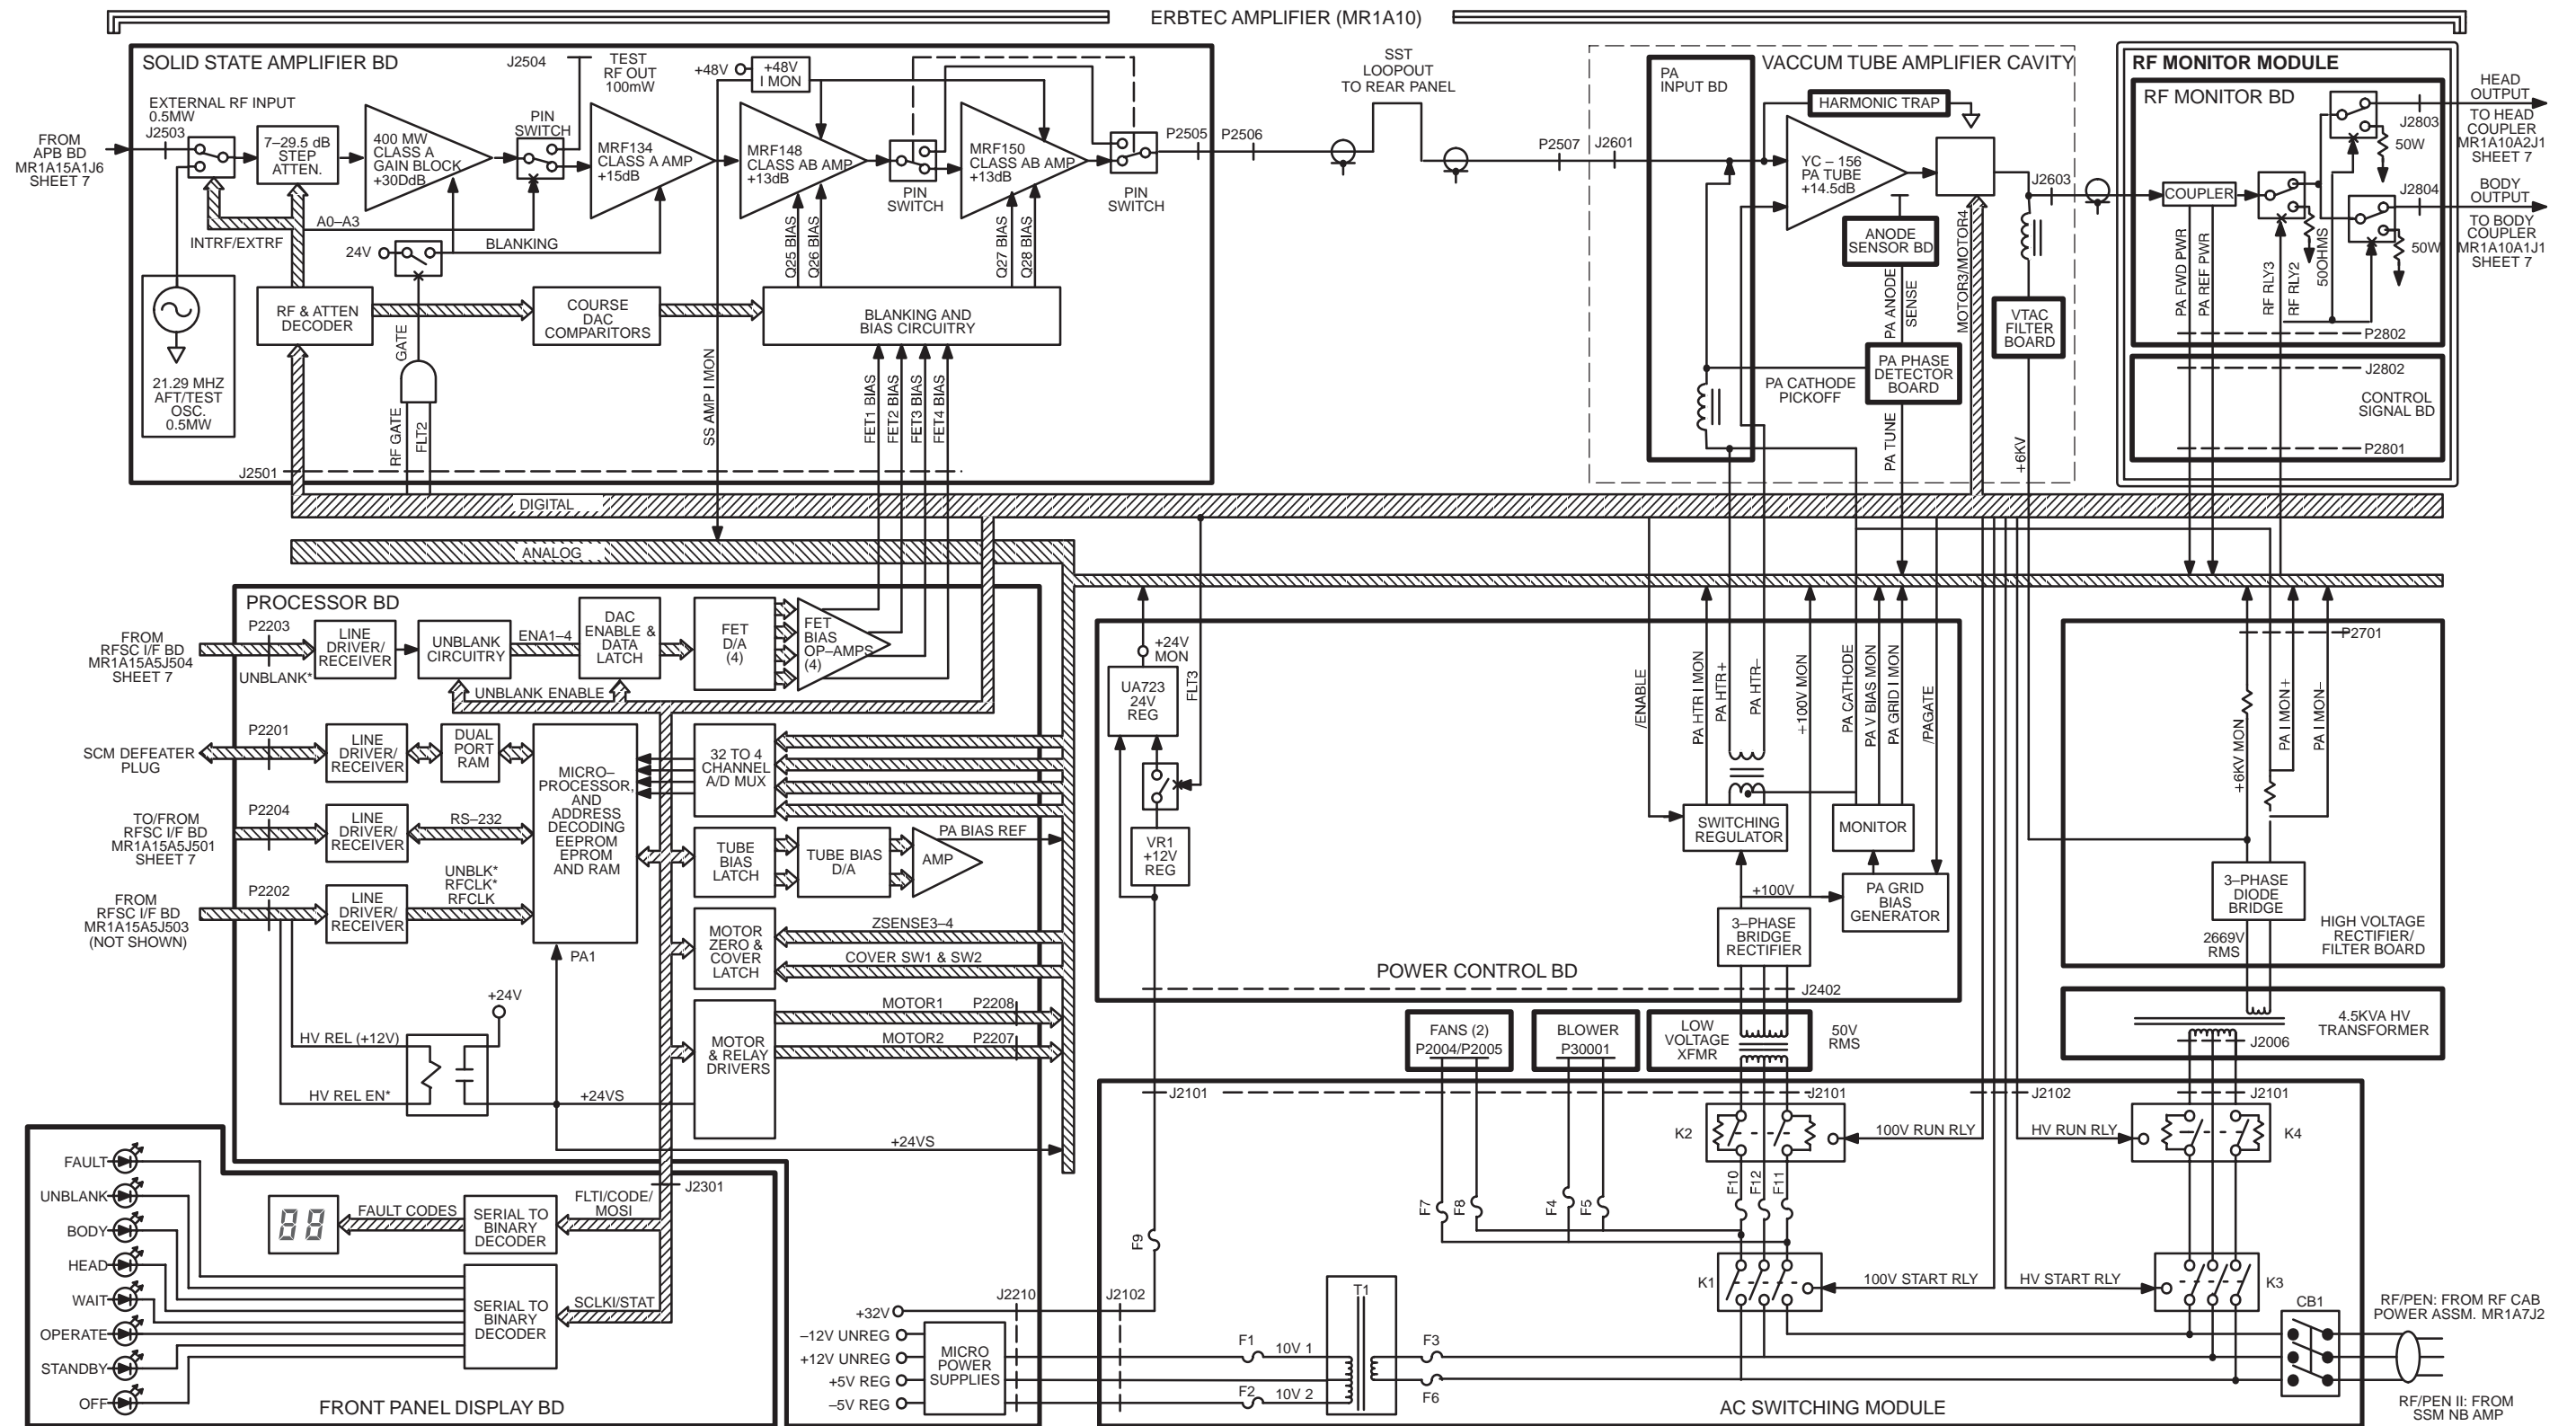 ERBTEC AMPLIFIER (MR1A10)
SOLID STATE AMPLIFIER BD
J2504
TEST
RF OUT
100mW
+48V
+48V
I MON
EXTERNAL RF INPUT
0.5MW
J2503
FROM
APB BD
MR1A15A1J6
SHEET 7
7–29.5 dB
STEP
ATTEN.
400 MW
CLASS A
GAIN BLOCK
+30DdB
PIN
SWITCH
MRF134
CLASS A AMP
+15dB
MRF148
CLASS AB AMP
+13dB
PIN
SWITCH
MRF150
CLASS AB AMP
+13dB
PIN
SWITCH
P2505
P2506
SST
LOOPOUT
TO REAR PANEL
P2507
J2601
INTRF/EXTRF
A0–A3
24V
BLANKING
Q25 BIAS
Q26 BIAS
Q27 BIAS
Q28 BIAS
21.29 MHZ
AFT/TEST
OSC.
0.5MW
RF & ATTEN
DECODER
GATE
COURSE
DAC
COMPARITORS
BLANKING AND
BIAS CIRCUITRY
RF GATE
FLT2
SS AMP I MON
FET1 BIAS
FET2 BIAS
FET3 BIAS
FET4 BIAS
J2501
PA
INPUT BD
VACCUM TUBE AMPLIFIER CAVITY
HARMONIC TRAP
YC – 156
PA TUBE
+14.5dB
ANODE
SENSOR BD
PA ANODE
SENSE
MOTOR3/MOTOR4
J2603
VTAC
FILTER
BOARD
PA PHASE
DETECTOR
BOARD
PA CATHODE
PICKOFF
PA TUNE
+6KV
RF MONITOR MODULE
RF MONITOR BD
COUPLER
PA FWD PWR
PA REF PWR
RF RLY3
RF RLY2
50OHMS
50W
50W
J2803
J2804
P2802
J2802
CONTROL
SIGNAL BD
P2801
HEAD
OUTPUT
TO HEAD
COUPLER
MR1A10A2J1
SHEET 7
BODY
OUTPUT
TO BODY
COUPLER
MR1A10A1J1
SHEET 7
DIGITAL
ANALOG
PROCESSOR BD
FROM
RFSC I/F BD
MR1A15A5J504
SHEET 7
P2203
UNBLANK*
LINE
DRIVER/
RECEIVER
UNBLANK
CIRCUITRY
ENA1–4
DAC
ENABLE &
DATA
LATCH
FET
D/A
(4)
FET
BIAS
OP–AMPS
(4)
UNBLANK ENABLE
SCM DEFEATER
PLUG
P2201
LINE
DRIVER/
RECEIVER
DUAL
PORT
RAM
MICRO–
PROCESSOR,
AND
ADDRESS
DECODING
EEPROM
EPROM
AND RAM
32 TO 4
CHANNEL
A/D MUX
TO/FROM
RFSC I/F BD
MR1A15A5J501
SHEET 7
P2204
LINE
DRIVER/
RECEIVER
RS–232
TUBE
BIAS
LATCH
TUBE BIAS
D/A
AMP
PA BIAS REF
FROM
RFSC I/F BD
MR1A15A5J503
(NOT SHOWN)
P2202
LINE
DRIVER/
RECEIVER
UNBLK*
RFCLK*
RFCLK
PA1
MOTOR
ZERO &
COVER
LATCH
ZSENSE3–4
COVER SW1 & SW2
MOTOR
& RELAY
DRIVERS
MOTOR1
P2208
MOTOR2
P2207
+24V
HV REL (+12V)
HV REL EN*
+24VS
+24VS
+24V
MON
UA723
24V
REG
FLT3
VR1
+12V
REG
/ENABLE
PA HTR I MON
PA HTR+
PA HTR–
+100V MON
PA CATHODE
PA V BIAS MON
PA GRID I MON
/PAGATE
SWITCHING
REGULATOR
MONITOR
+100V
PA GRID
BIAS
GENERATOR
3–PHASE
BRIDGE
RECTIFIER
POWER CONTROL BD
J2402
P2701
+6KV MON
PA I MON+
PA I MON–
3–PHASE
DIODE
BRIDGE
2669V
RMS
HIGH VOLTAGE
RECTIFIER/
FILTER BOARD
FANS (2)
P2004/P2005
BLOWER
P30001
LOW
VOLTAGE
XFMR
50V
RMS
4.5KVA HV
TRANSFORMER
J2006
J2101
J2101
J2102
J2101
K2
100V RUN RLY
HV RUN RLY
K4
F7
F8
F4
F5
F10
F12
F11
F9
K1
100V START RLY
HV START RLY
K3
CB1
T1
RF/PEN: FROM RF CAB
POWER ASSM. MR1A7J2
RF/PEN II: FROM
SSM NB AMP
AC SWITCHING MODULE
F1
10V 1
F2
10V 2
F3
F6
J2210
J2102
+32V
–12V UNREG
+12V UNREG
+5V REG
–5V REG
MICRO
POWER
SUPPLIES
FAULT
UNBLANK
BODY
HEAD
WAIT
OPERATE
STANDBY
OFF
88
FAULT CODES
SERIAL TO
BINARY
DECODER
FLTI/CODE/
MOSI
J2301
SERIAL TO
BINARY
DECODER
SCLKI/STAT
FRONT PANEL DISPLAY BD